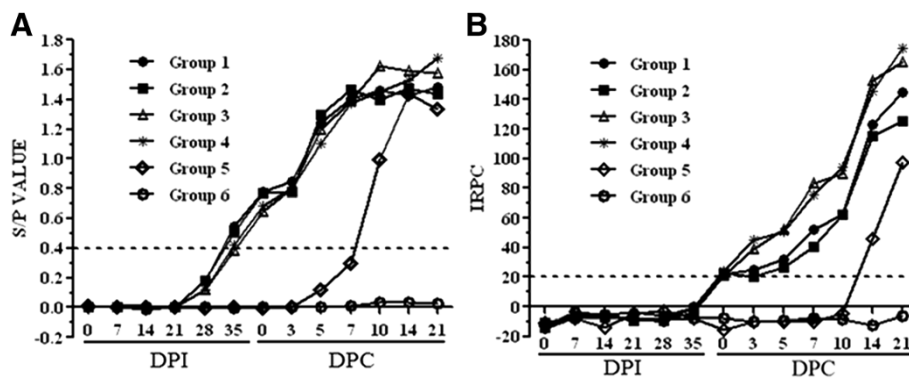 A
S/P VALUE
1.8
1.6
1.4
1.2
1.0
0.8
0.6
0.4
0.2
0.0
-0.2
Group 1
Group 2
Group 3
Group 4
Group 5
Group 6
0 7 14 21 28 35 0 3 5 7 10 14 21
DPI DPC
B
IRPC
180
160
140
120
100
80
60
40
20
0
-20
Group 1
Group 2
Group 3
Group 4
Group 5
Group 6
0 7 14 21 28 35 0 3 5 7 10 14 21
DPI DPC